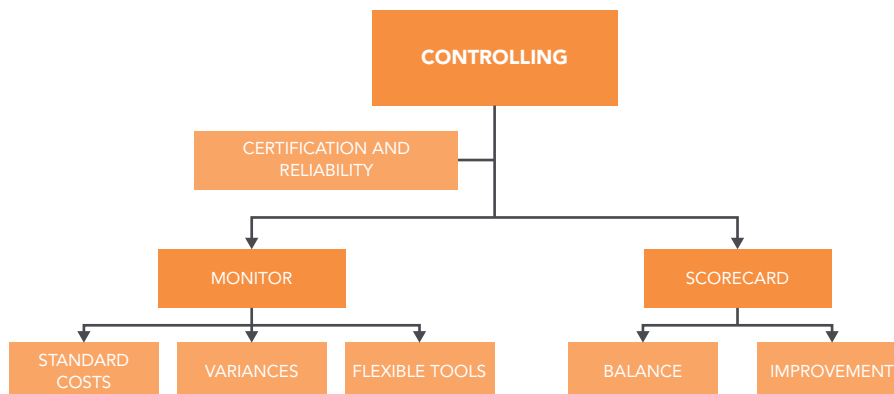 CONTROLLING
CERTIFICATION AND
RELIABILITY
MONITOR
SCORECARD
STANDARD
COSTS
VARIANCES
FLEXIBLE TOOLS
BALANCE
IMPROVEMENT